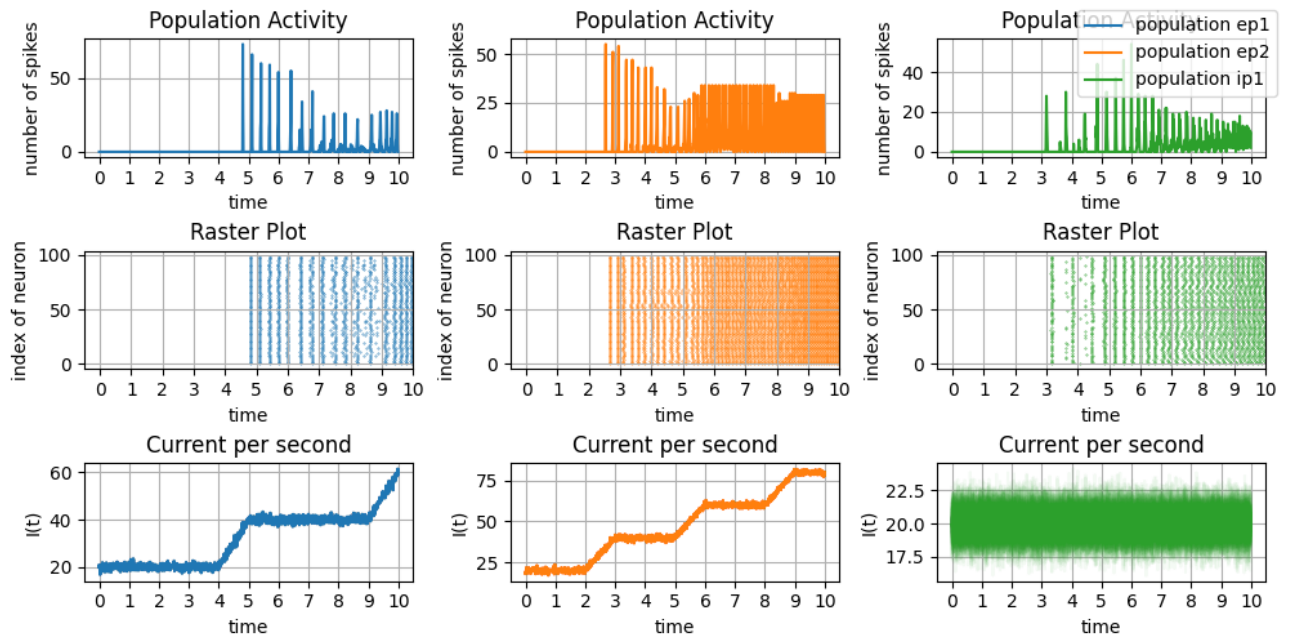 Population Activity
number of spikes
50
0
0 1 2 3 4 5 6 7 8 9 10
time
Population Activity
number of spikes
50
25
0
0 1 2 3 4 5 6 7 8 9 10
time
Population Activity
population ep1
population ep2
population ip1
number of spikes
40
20
0
0 1 2 3 4 5 6 7 8 9 10
time
Raster Plot
index of neuron
100
50
0
0 1 2 3 4 5 6 7 8 9 10
time
Raster Plot
index of neuron
100
50
0
0 1 2 3 4 5 6 7 8 9 10
time
Raster Plot
index of neuron
100
50
0
0 1 2 3 4 5 6 7 8 9 10
time
Current per second
I(t)
60
40
20
0 1 2 3 4 5 6 7 8 9 10
time
Current per second
I(t)
75
50
25
0 1 2 3 4 5 6 7 8 9 10
time
Current per second
I(t)
22.5
20.0
17.5
0 1 2 3 4 5 6 7 8 9 10
time